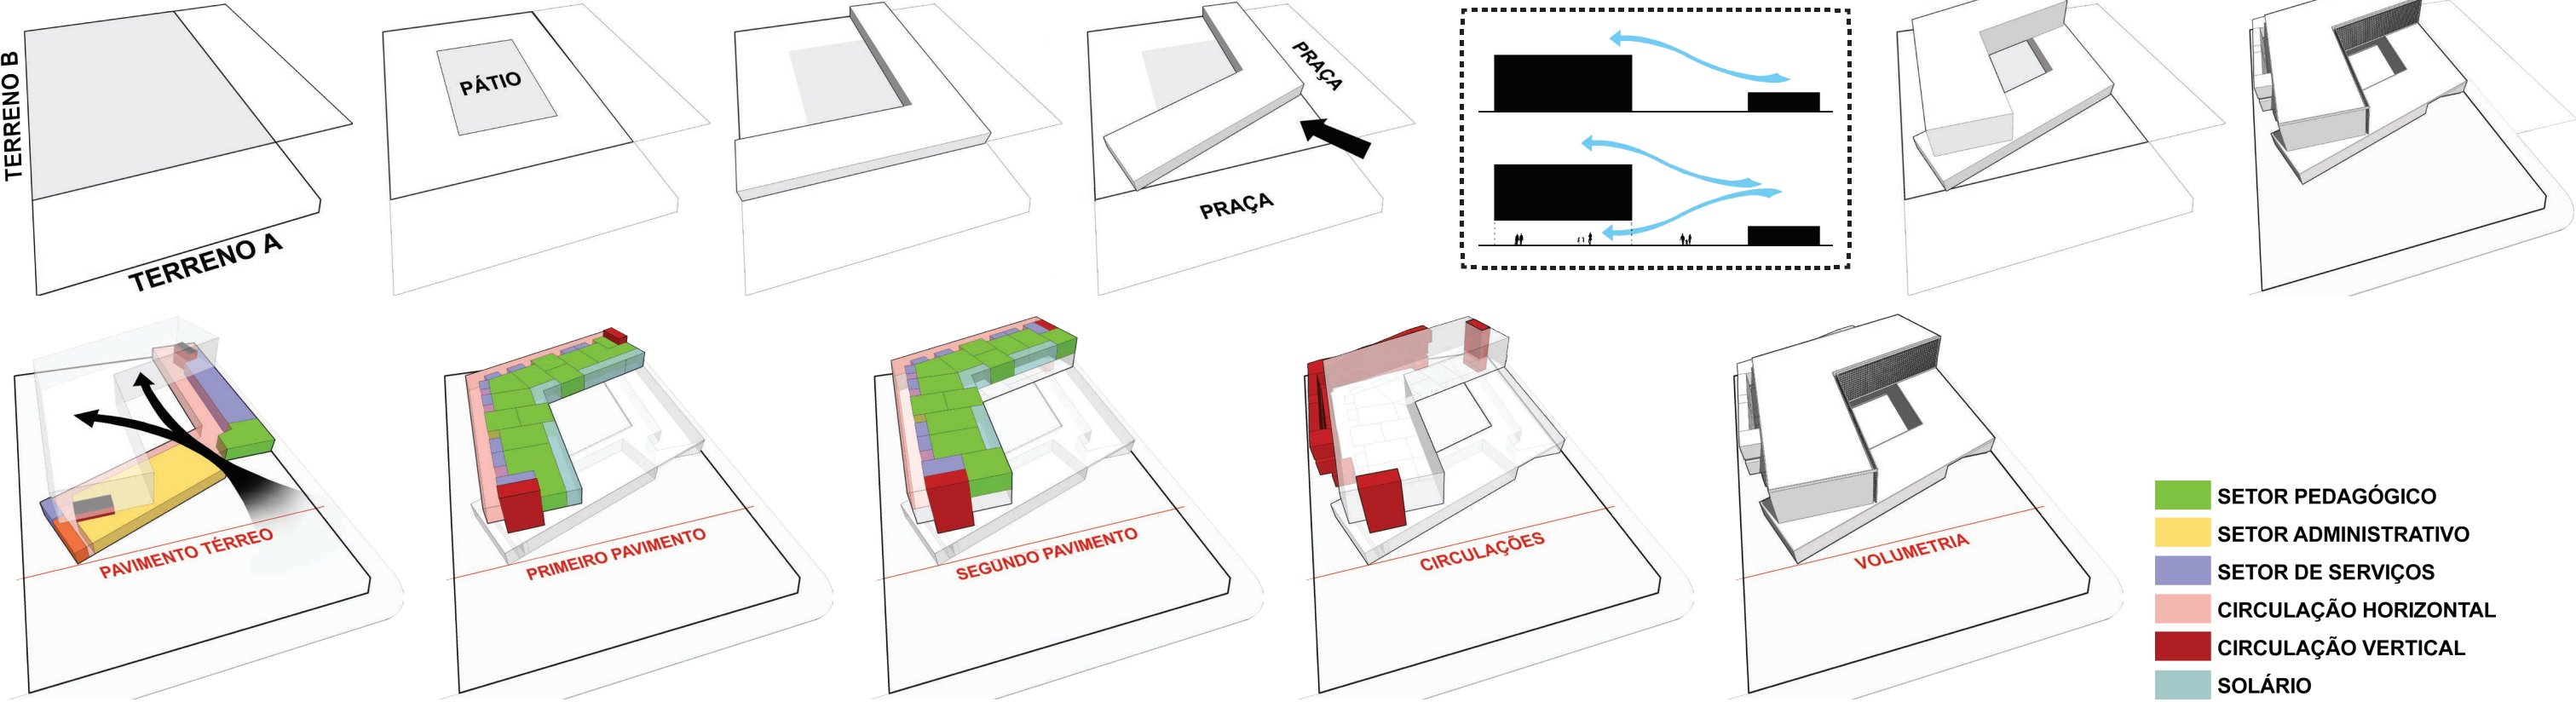 TERRENO B
TERRENO A
PÁTIO
PRAÇA
PRAÇA
PAVIMENTO TÉRREO
PRIMEIRO PAVIMENTO
SEGUNDO PAVIMENTO
CIRCULAÇÕES
VOLUMETRIA
SETOR PEDAGÓGICO
SETOR ADMINISTRATIVO
SETOR DE SERVIÇOS
CIRCULAÇÃO HORIZONTAL
CIRCULAÇÃO VERTICAL
SOLÁRIO